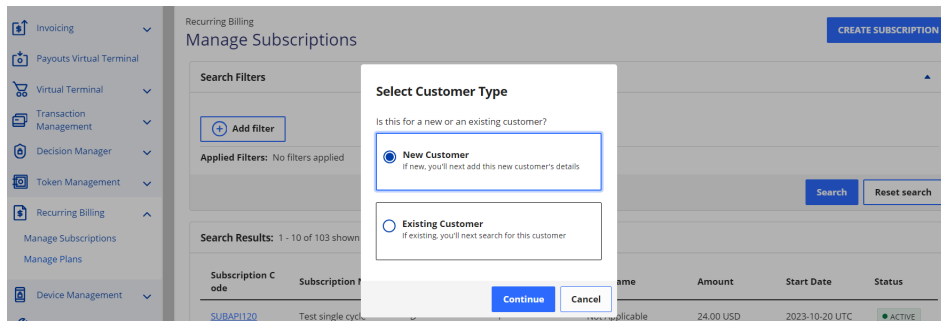 Invoicing
Payouts Virtual Terminal
Virtual Terminal
Transaction
Management
Decision Manager
Token Management
Recurring Billing
Manage Subscriptions
Manage Plans
Device Management
Recurring Billing
Manage Subscriptions
CREATE SUBSCRIPTION
Search Filters
Add filter
Applied Filters: No filters applied
Search
Reset search
Search Results: 1 - 10 of 103 shown
Subscription C
ode
Subscription
Amount
Start Date
Status
SUBAPI120
Test single cycle
Not Applicable
24.00 USD
2023-10-20 UTC
ACTIVE
Select Customer Type
Is this for a new or an existing customer?
New Customer
If new, you'll next add this new customer's details
Existing Customer
If existing, you'll next search for this customer
Continue
Cancel